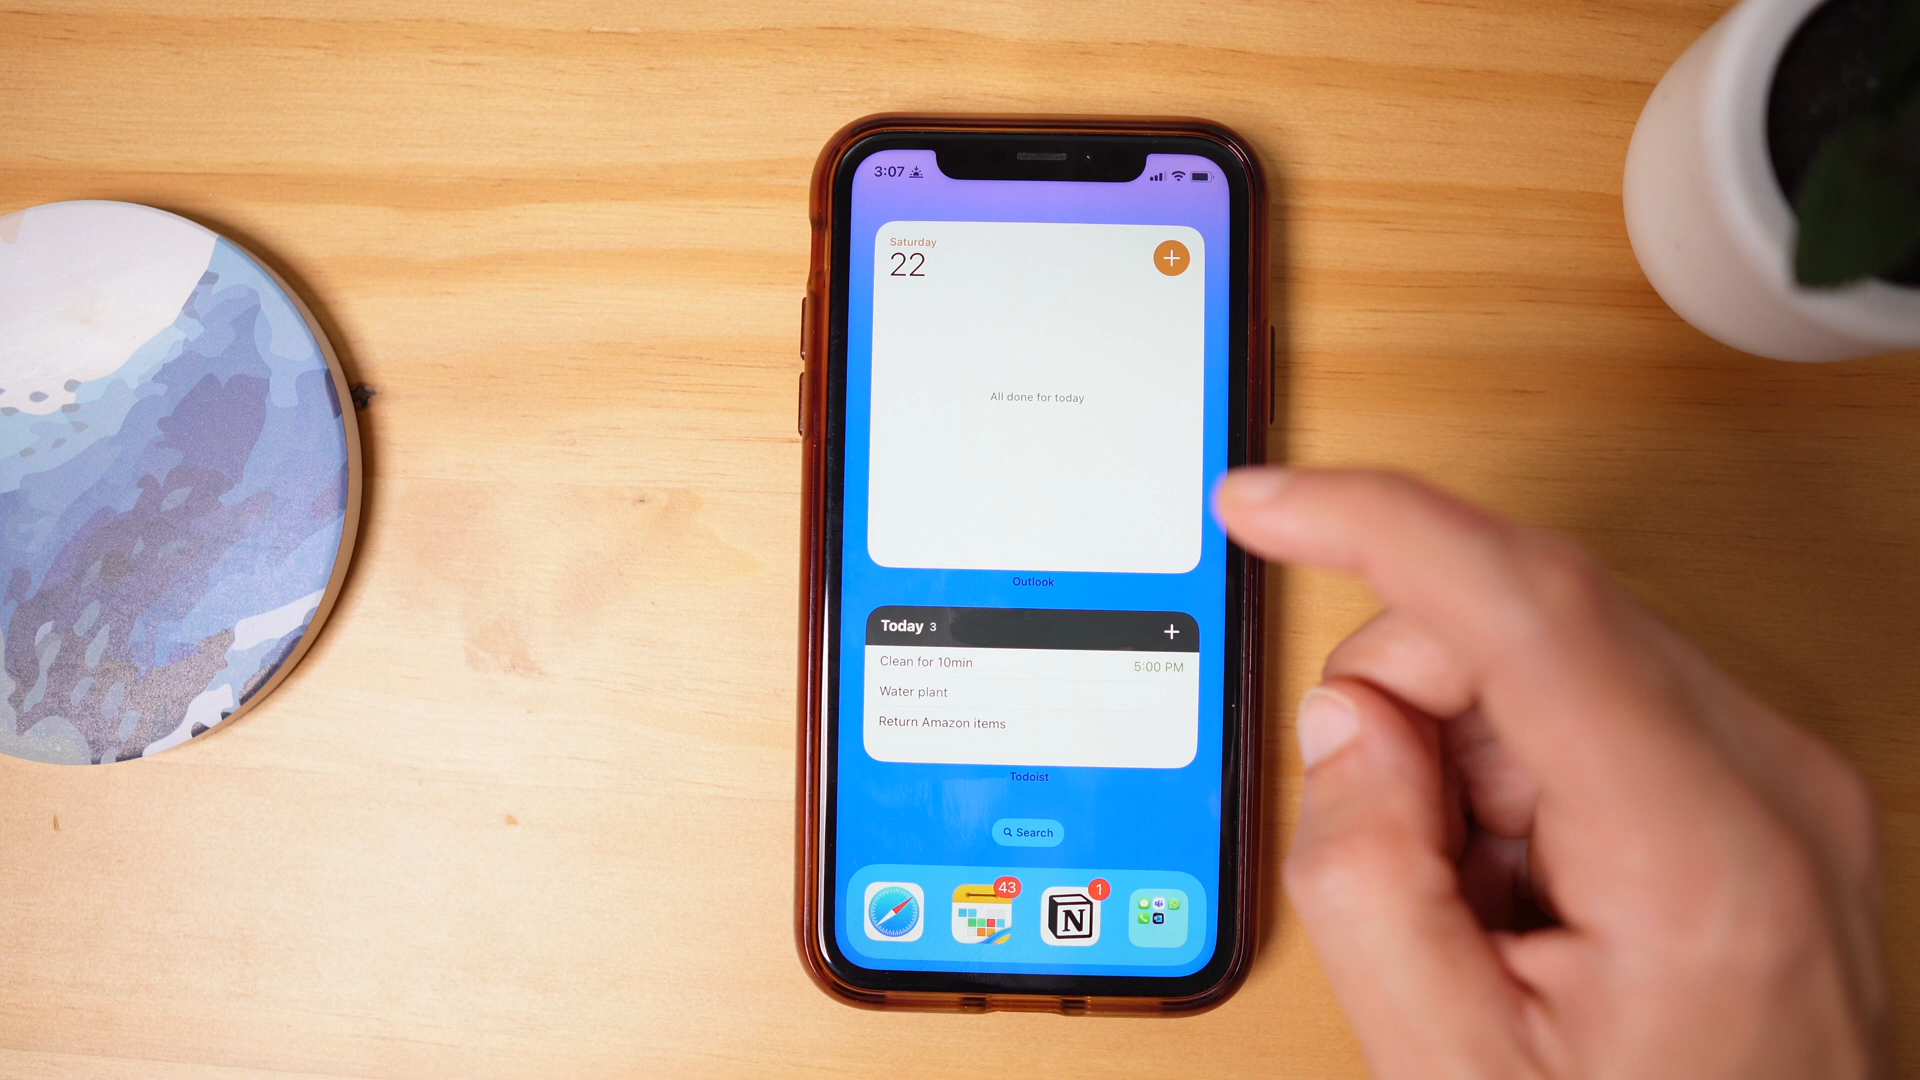 3:07
Saturday
22
All done for today
Outlook
Today 3
Clean for 10min 5:00 PM
Water plant
Return Amazon items
Todoist
Search
43
1
N